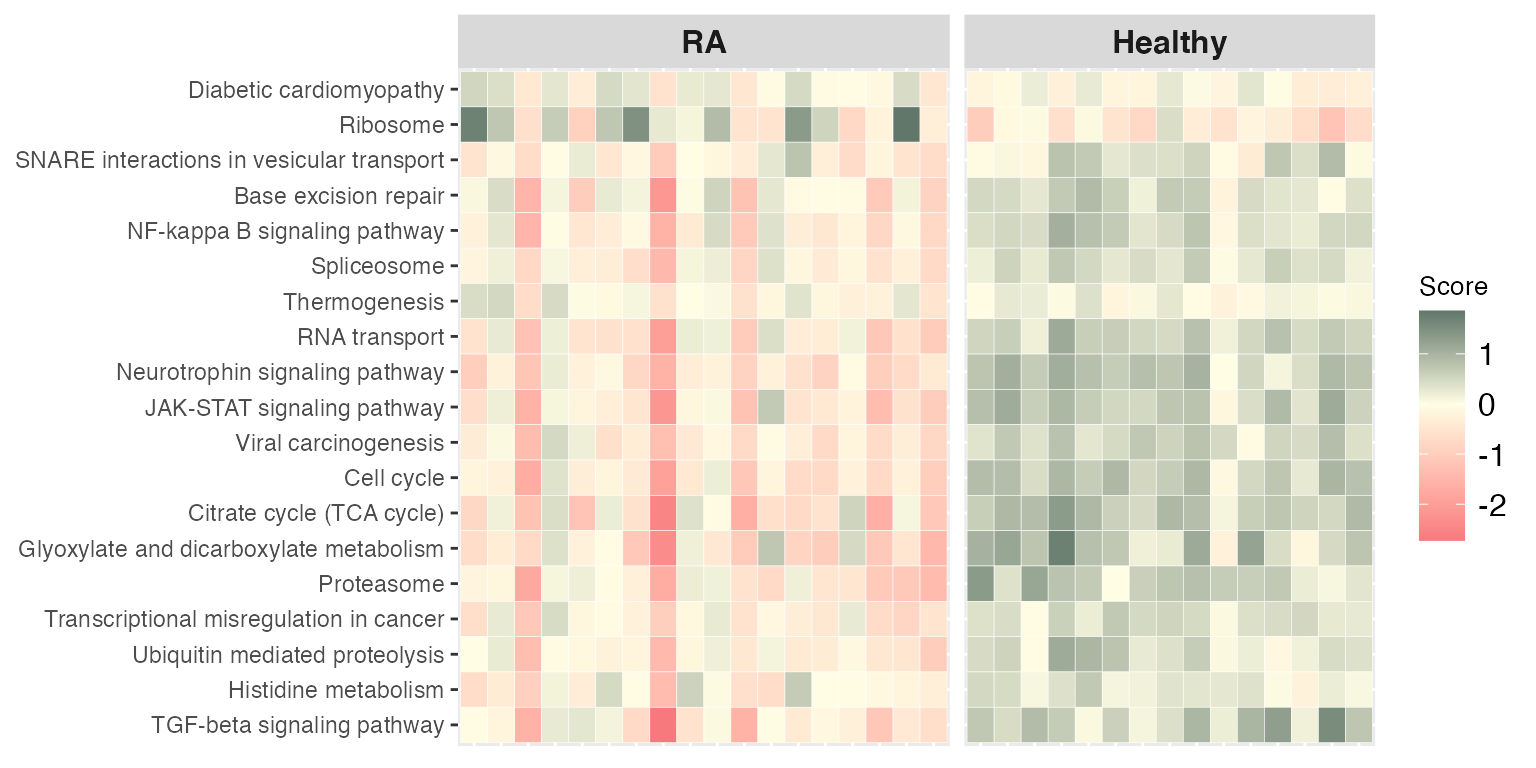 RA
Healthy
Diabetic cardiomyopathy
Ribosome
SNARE interactions in vesicular transport
Base excision repair
NF-kappa B signaling pathway
Spliceosome
Thermogenesis
RNA transport
Neurotrophin signaling pathway
JAK-STAT signaling pathway
Viral carcinogenesis
Cell cycle
Citrate cycle (TCA cycle)
Glyoxylate and dicarboxylate metabolism
Proteasome
Transcriptional misregulation in cancer
Ubiquitin mediated proteolysis
Histidine metabolism
TGF-beta signaling pathway
Score
1
0
-1
-2